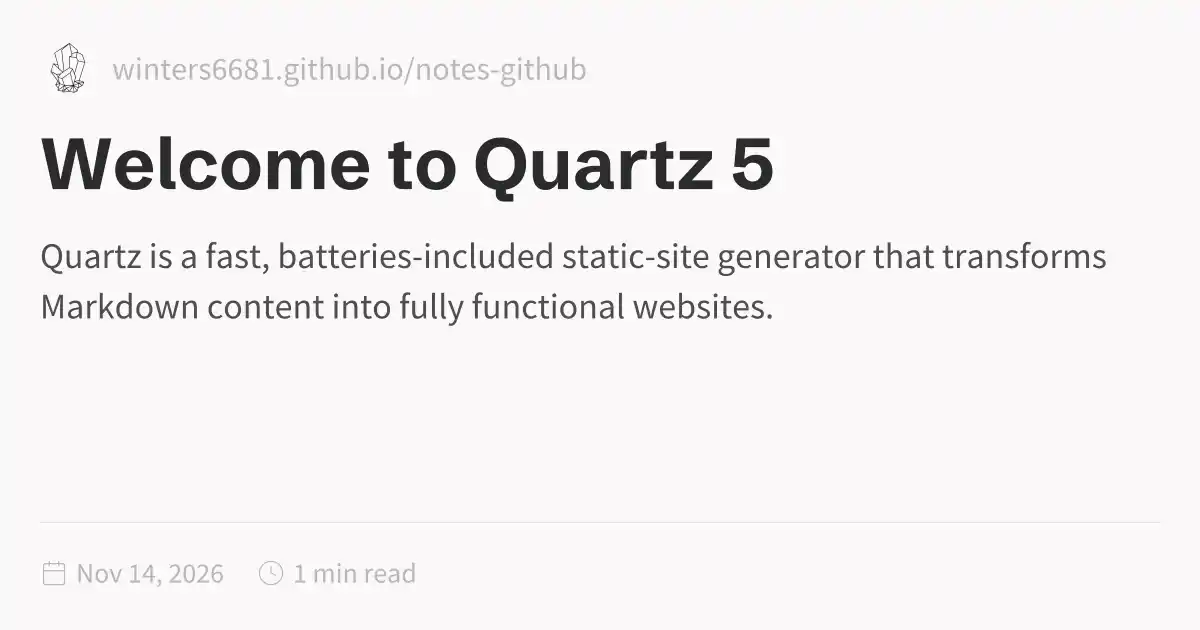 winters6681.github.io/notes-github
Welcome to Quartz 5
Quartz is a fast, batteries-included static-site generator that transforms
Markdown content into fully functional websites.
Nov 14, 2026 1 min read